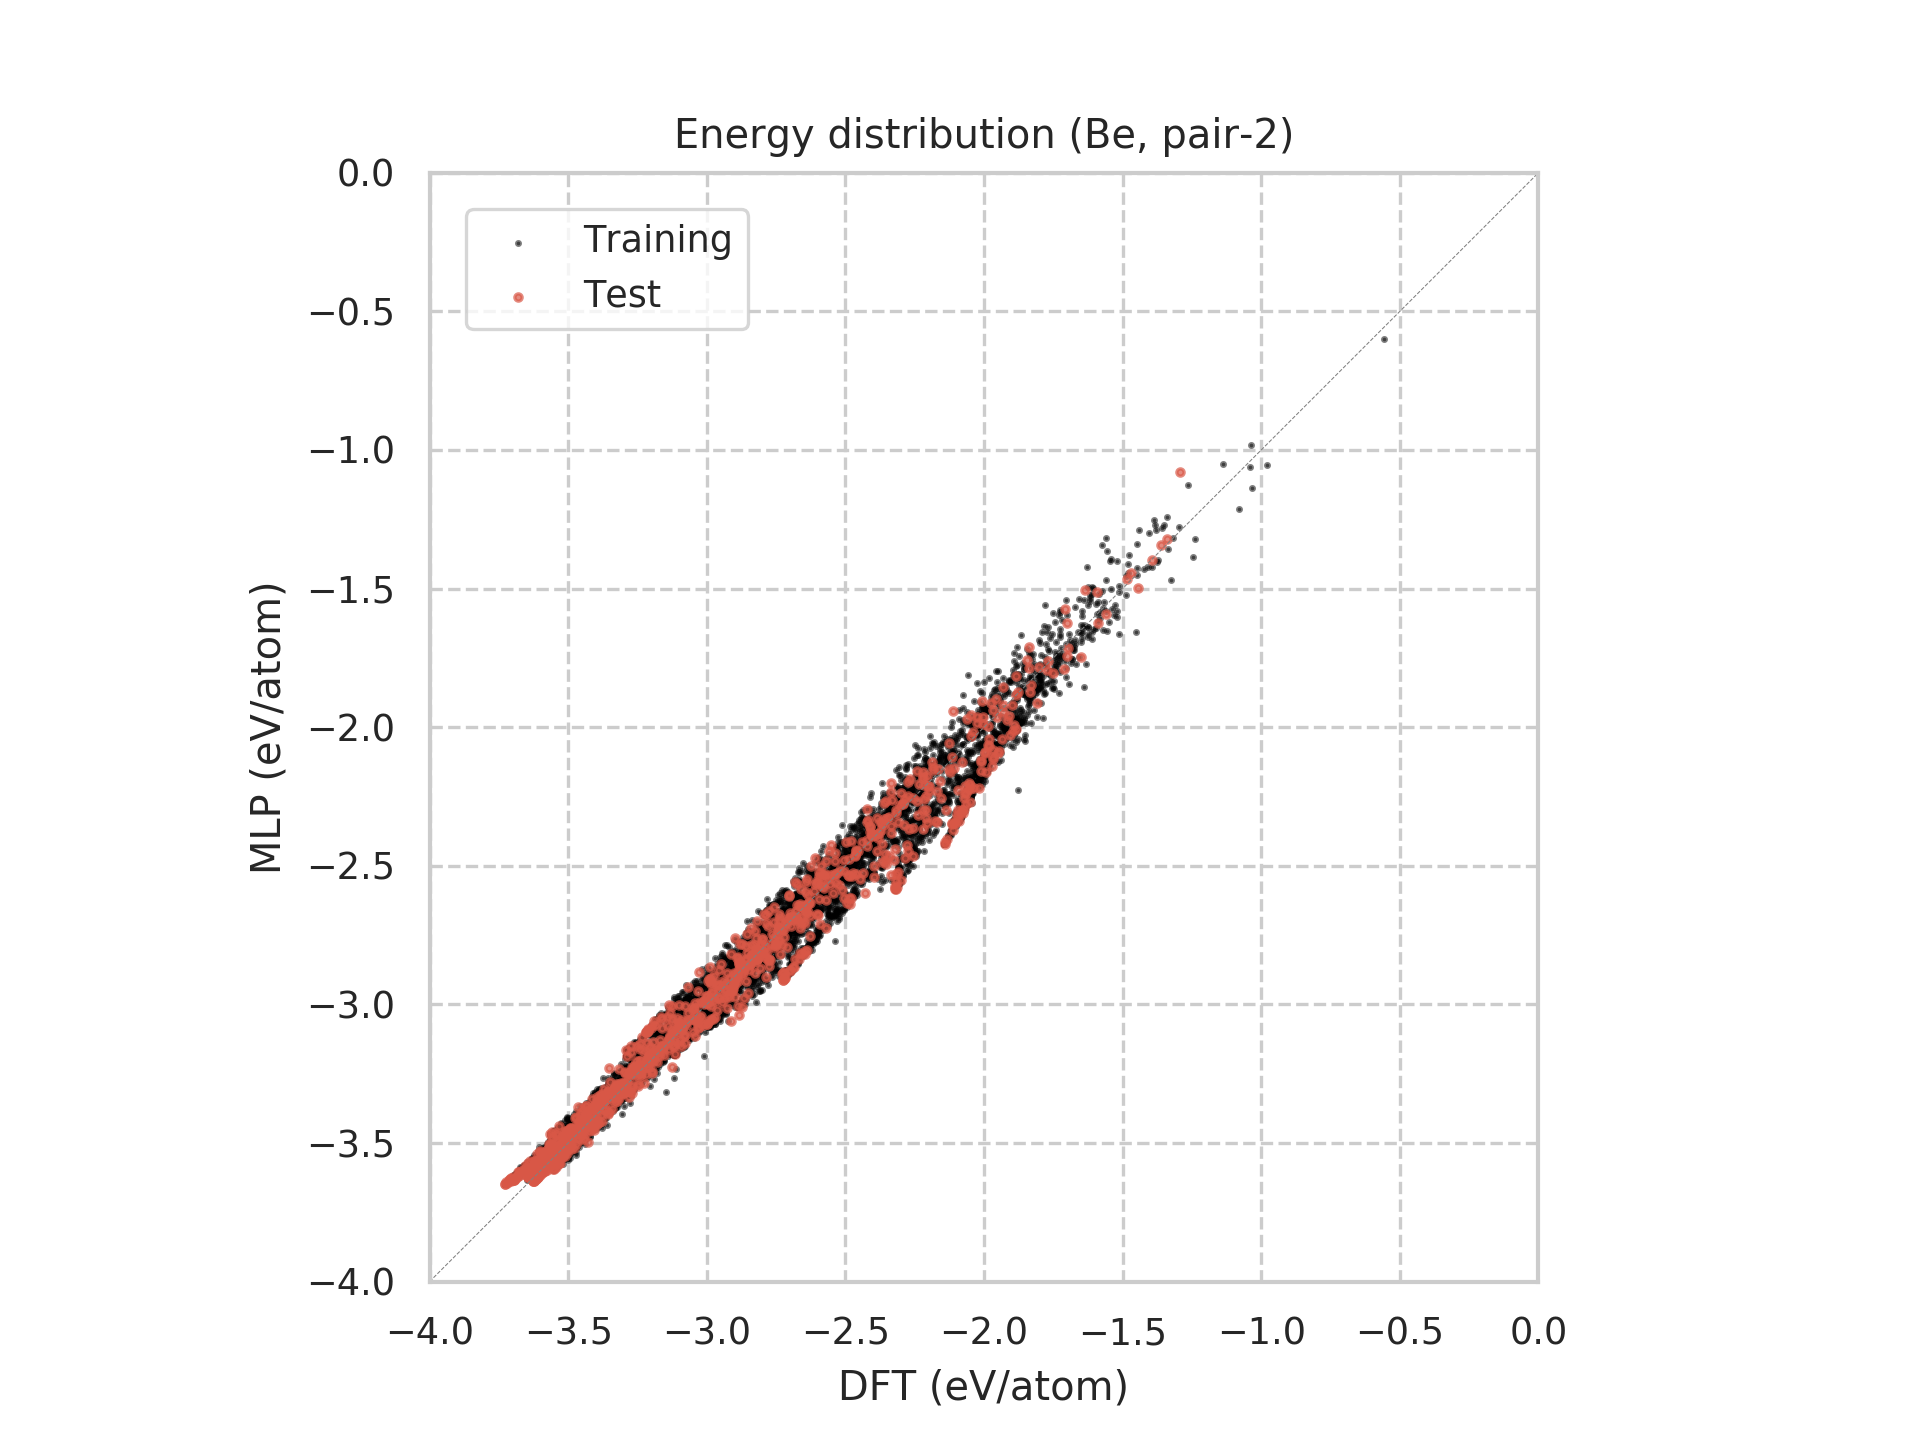 Energy distribution (Be, pair-2)
0.0
−0.5
−1.0
−1.5
−2.0
−2.5
−3.0
−3.5
−4.0
MLP (eV/atom)
Training
Test
−4.0 −3.5 −3.0 −2.5 −2.0 −1.5 −1.0 −0.5 0.0
DFT (eV/atom)